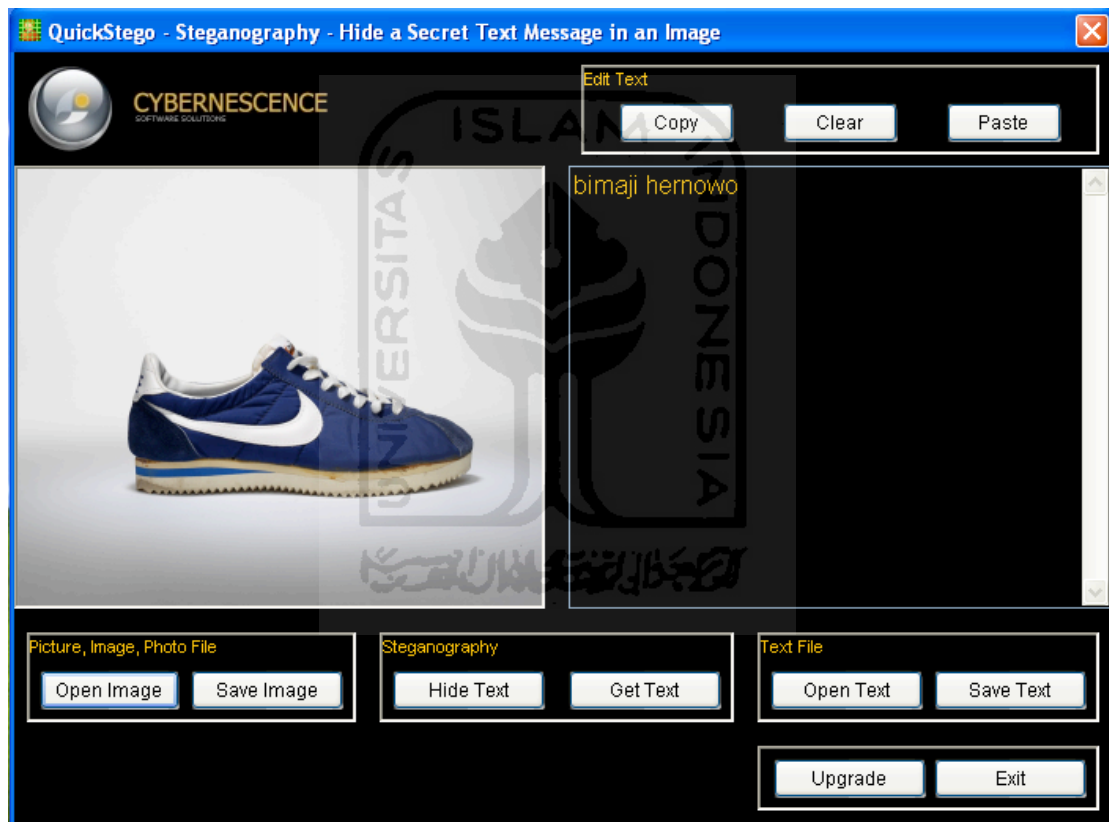 QuickStego - Steganography - Hide a Secret Text Message in an Image
CYBERNESCENCE
SOFTWARE SOLUTIONS
Edit Text
Copy Clear Paste
bimaji hernowo
UNIVERSITAS ISLAM INDONESIA
Picture, Image, Photo File
Open Image Save Image
Steganography
Hide Text Get Text
Text File
Open Text Save Text
Upgrade Exit